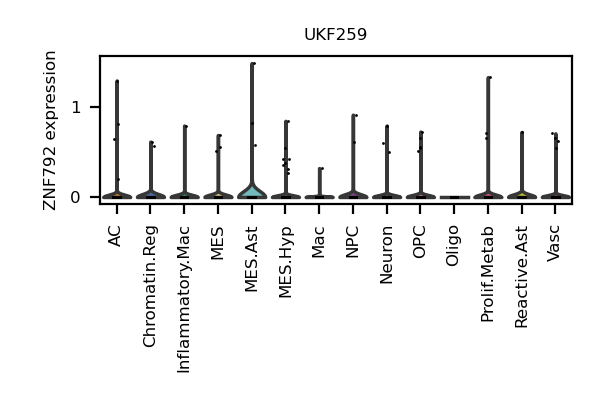 UKF259
ZNF792 expression
1
0
AC
Chromatin.Reg
Inflammatory.Mac
MES
MES.Ast
MES.Hyp
Mac
NPC
Neuron
OPC
Oligo
Prolif.Metab
Reactive.Ast
Vasc